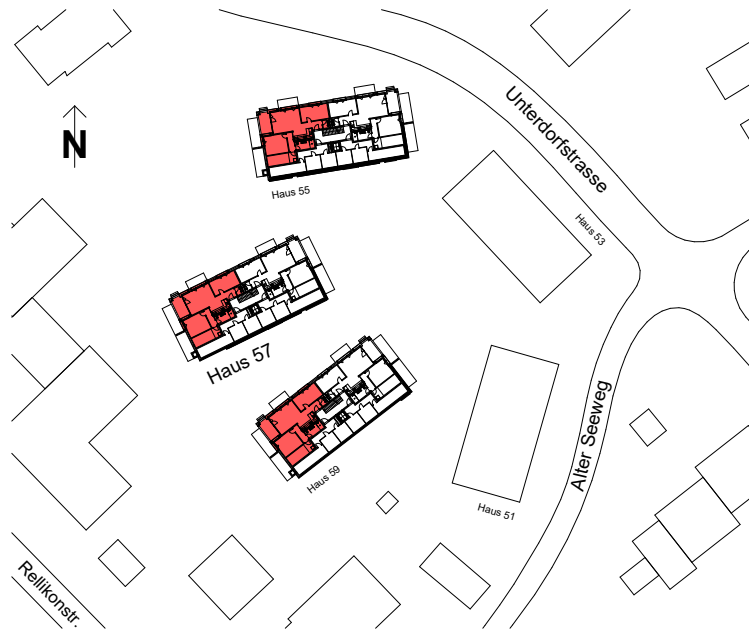 Unterdorfstrasse
N
Haus 55
Haus 53
Haus 57
Haus 59
Alter Seeweg
Haus 51
Rellikonstr.